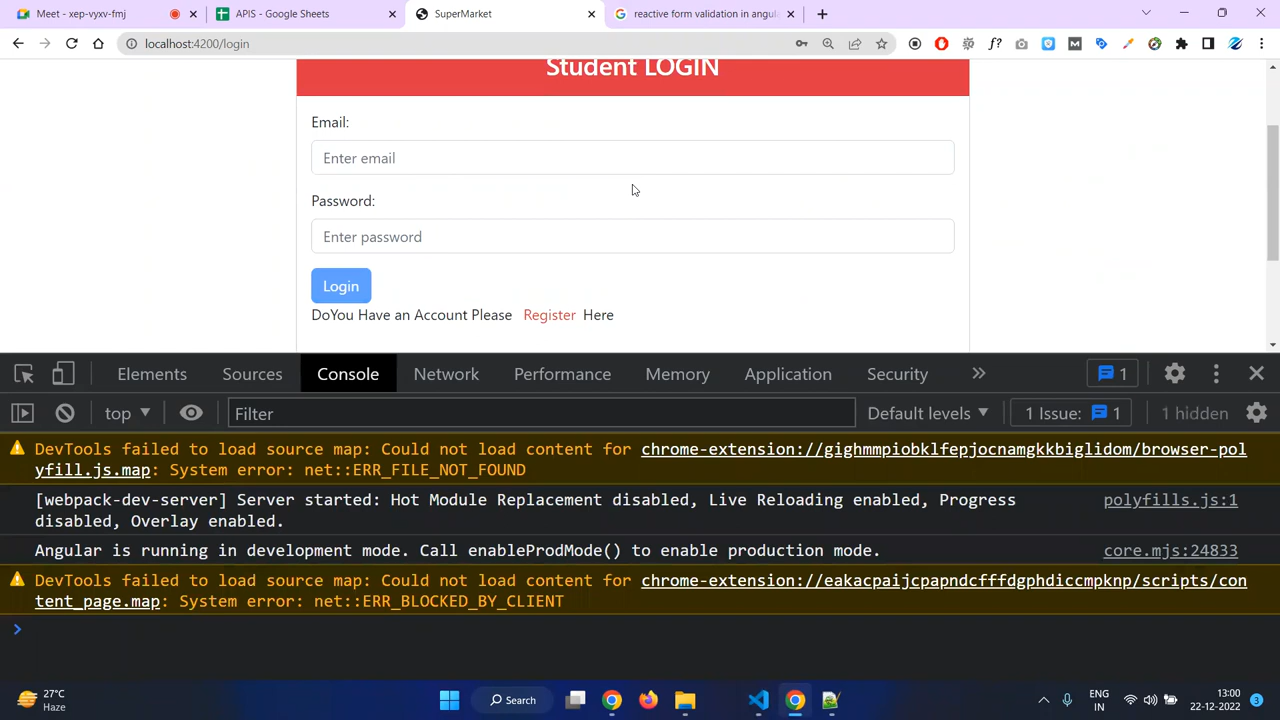 Meet - xep-vyxv-fmj
APIS - Google Sheets
SuperMarket
reactive form validation in angul
localhost:4200/login
Student LOGIN
Email:
Enter email
Password:
Enter password
Login
DoYou Have an Account Please Register Here
Elements
Sources
Console
Network
Performance
Memory
Application
Security
1
top
Filter
Default levels
1 Issue: 1
1 hidden
DevTools failed to load source map: Could not load content for chrome-extension://gighmmpiobklfepjocnamgkkbiglidom/browser-pol
yfill.js.map: System error: net::ERR_FILE_NOT_FOUND
[webpack-dev-server] Server started: Hot Module Replacement disabled, Live Reloading enabled, Progress polyfills.js:1
disabled, Overlay enabled.
Angular is running in development mode. Call enableProdMode() to enable production mode. core.mjs:24833
DevTools failed to load source map: Could not load content for chrome-extension://eakacpaijcpapndcfffdgphdiccmpknp/scripts/con
tent_page.map: System error: net::ERR_BLOCKED_BY_CLIENT
27°C
Haze
Search
ENG
IN
13:00
22-12-2022
3